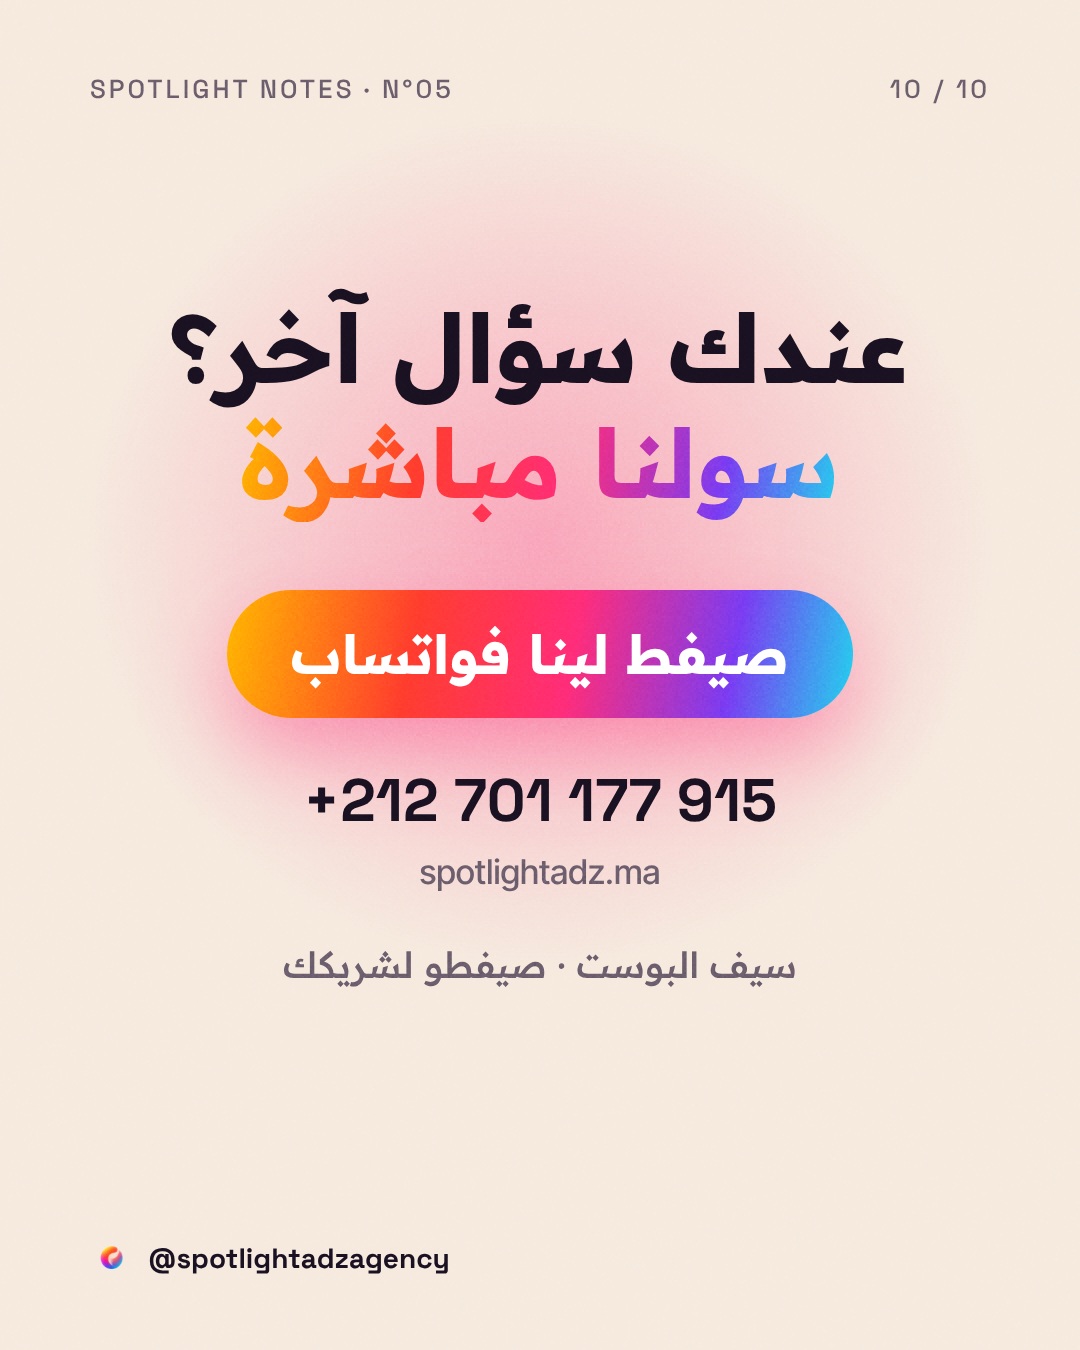 SPOTLIGHT NOTES · N°05
10 / 10
عندك سؤال آخر؟
سولنا مباشرة
صيفط لينا فواتساب
+212 701 177 915
spotlightadz.ma
سيف البوست · صيفطو لشريكك
@spotlightadzagency